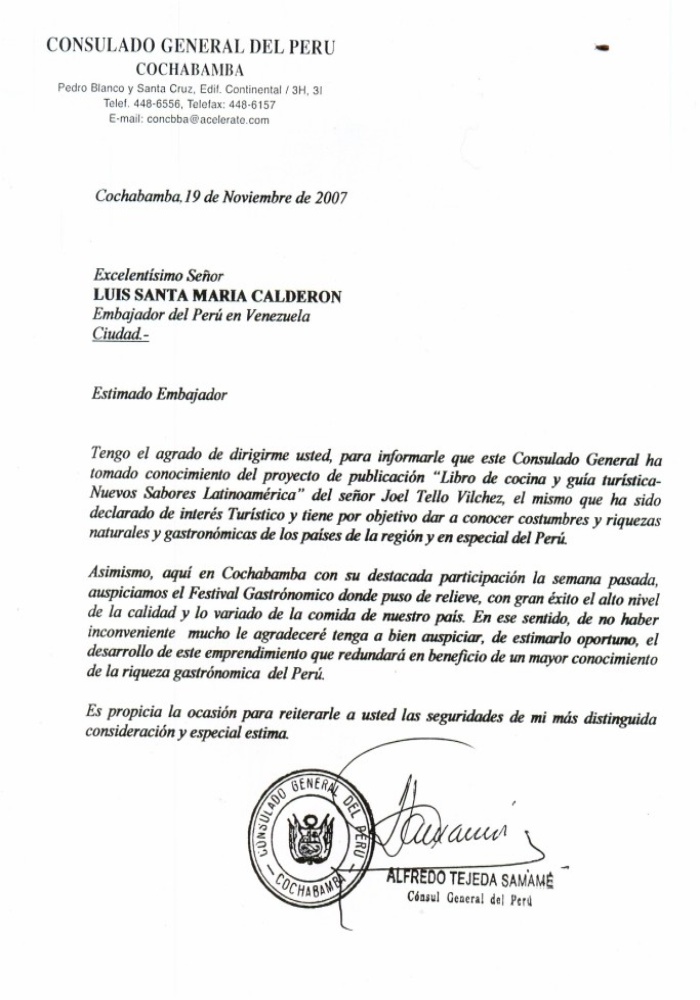 CONSULADO GENERAL DEL PERU
COCHABAMBA
Pedro Blanco y Santa Cruz, Edif. Continental / 3H, 3I
Telef. 448-6556, Telefax: 448-6157
E-mail: concbba@acelerate.com
Cochabamba, 19 de Noviembre de 2007
Excelentísimo Señor
LUIS SANTA MARIA CALDERON
Embajador del Perú en Venezuela
Ciudad.-
Estimado Embajador
Tengo el agrado de dirigirme usted, para informarle que este Consulado General ha
tomado conocimiento del proyecto de publicación “Libro de cocina y guía turística-
Nuevos Sabores Latinoamérica” del señor Joel Tello Vilchez, el mismo que ha sido
declarado de interés Turístico y tiene por objetivo dar a conocer costumbres y riquezas
naturales y gastronómicas de los países de la región y en especial del Perú.
Asimismo, aquí en Cochabamba con su destacada participación la semana pasada,
auspiciamos el Festival Gastrónomico donde puso de relieve, con gran éxito el alto nivel
de la calidad y lo variado de la comida de nuestro país. En ese sentido, de no haber
inconveniente mucho le agradeceré tenga a bien auspiciar, de estimarlo oportuno, el
desarrollo de este emprendimiento que redundará en beneficio de un mayor conocimiento
de la riqueza gastrónomica del Perú.
Es propicia la ocasión para reiterarle a usted las seguridades de mi más distinguida
consideración y especial estima.
CONSULADO GENERAL DEL PERU
- COCHABAMBA -
ALFREDO TEJEDA SAMAMÉ
Cónsul General del Perú